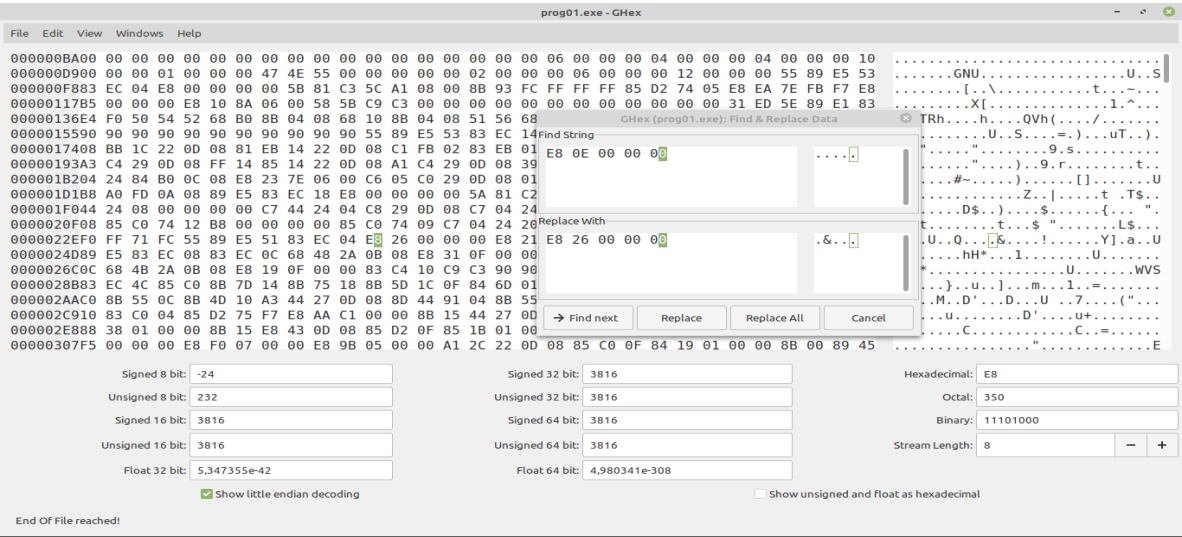 prog01.exe - GHex
File Edit View Windows Help
000000BA00 00 00 00 00 00 00 00 00 00 00 00 00 00 00 00 00 06 00 00 00 04 00 00 00 04 00 00 00 10 ...............................
000000D900 00 00 01 00 00 00 47 4E 55 00 00 00 00 00 02 00 00 00 06 00 00 00 12 00 00 00 55 89 E5 53 .......GNU.................U..S
000000F883 EC 04 E8 00 00 00 00 5B 81 C3 5C A1 08 00 8B 93 FC FF FF FF 85 D2 74 05 E8 EA 7E FB F7 E8 ........[..\...........t...~...
00000117B5 00 00 00 E8 10 8A 06 00 58 5B C9 C3 00 00 00 00 00 00 00 00 00 00 00 00 31 ED 5E 89 E1 83 .........X[..............1.^...
00000136E4 F0 50 54 52 68 B0 8B 04 08 68 10 8B 04 08 51 56 68
TRh....h....QVh(..../.......
0000015590 90 90 90 90 90 90 90 90 90 90 55 89 E5 53 83 EC 14
.........U..S....=.)...uT..).
0000017408 BB 1C 22 0D 08 81 EB 14 22 0D 08 C1 FB 02 83 EB 01
00000193A3 C4 29 0D 08 FF 14 85 14 22 0D 08 A1 C4 29 0D 08 39
000001B204 24 84 B0 0C 08 E8 23 7E 06 00 C6 05 C0 29 0D 08 01
000001D1B8 A0 FD 0A 08 89 E5 83 EC 18 E8 00 00 00 00 5A 81 C2
000001F044 24 08 00 00 00 00 C7 44 24 04 C8 29 0D 08 C7 04 24
0000020F08 85 C0 74 12 B8 00 00 00 00 85 C0 74 09 C7 04 24 20
0000022EF0 FF 71 FC 55 89 E5 51 83 EC 04 E8 26 00 00 00 E8 21
0000024D89 E5 83 EC 08 83 EC 0C 68 48 2A 0B 08 E8 31 0F 00 00
0000026C0C 68 4B 2A 0B 08 E8 19 0F 00 00 83 C4 10 C9 C3 90 90
0000028B83 EC 4C 85 C0 8B 7D 14 8B 75 18 8B 5D 1C 0F 84 6D 01
000002AAC0 8B 55 0C 8B 4D 10 A3 44 27 0D 08 8D 44 91 04 8B 55
000002C910 83 C0 04 85 D2 75 F7 E8 AA C1 00 00 8B 15 44 27 0D
000002E888 38 01 00 00 8B 15 E8 43 0D 08 85 D2 0F 85 1B 01 00
00000307F5 00 00 00 E8 F0 07 00 00 E8 9B 05 00 00 A1 2C 22 0D 08 85 C0 0F 84 19 01 00 00 8B 00 89 45 ................."............E
GHex (prog01.exe): Find & Replace Data
Find String
E8 0E 00 00 00 .....
Replace With
E8 26 00 00 00 .&...
Find next Replace Replace All Cancel
Signed 8 bit: -24 Signed 32 bit: 3816 Hexadecimal: E8
Unsigned 8 bit: 232 Unsigned 32 bit: 3816 Octal: 350
Signed 16 bit: 3816 Signed 64 bit: 3816 Binary: 11101000
Unsigned 16 bit: 3816 Unsigned 64 bit: 3816 Stream Length: 8 − +
Float 32 bit: 5,347355e-42 Float 64 bit: 4,980341e-308
Show little endian decoding Show unsigned and float as hexadecimal
End Of File reached!